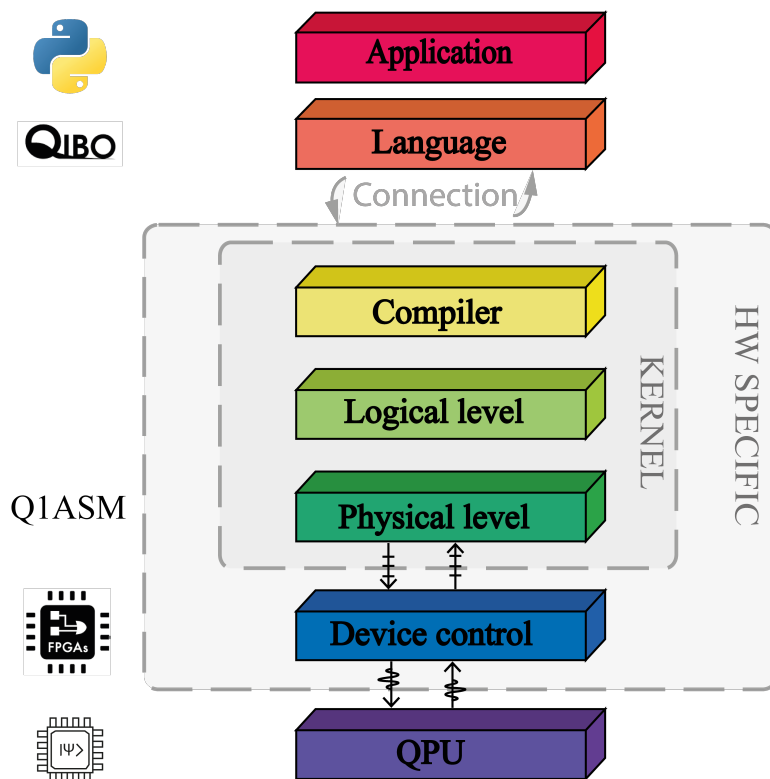 Application
QIBO
Language
Connection
Compiler
HW SPECIFIC
KERNEL
Logical level
Q1ASM
Physical level
FPGAs
Device control
|Ψ>
QPU